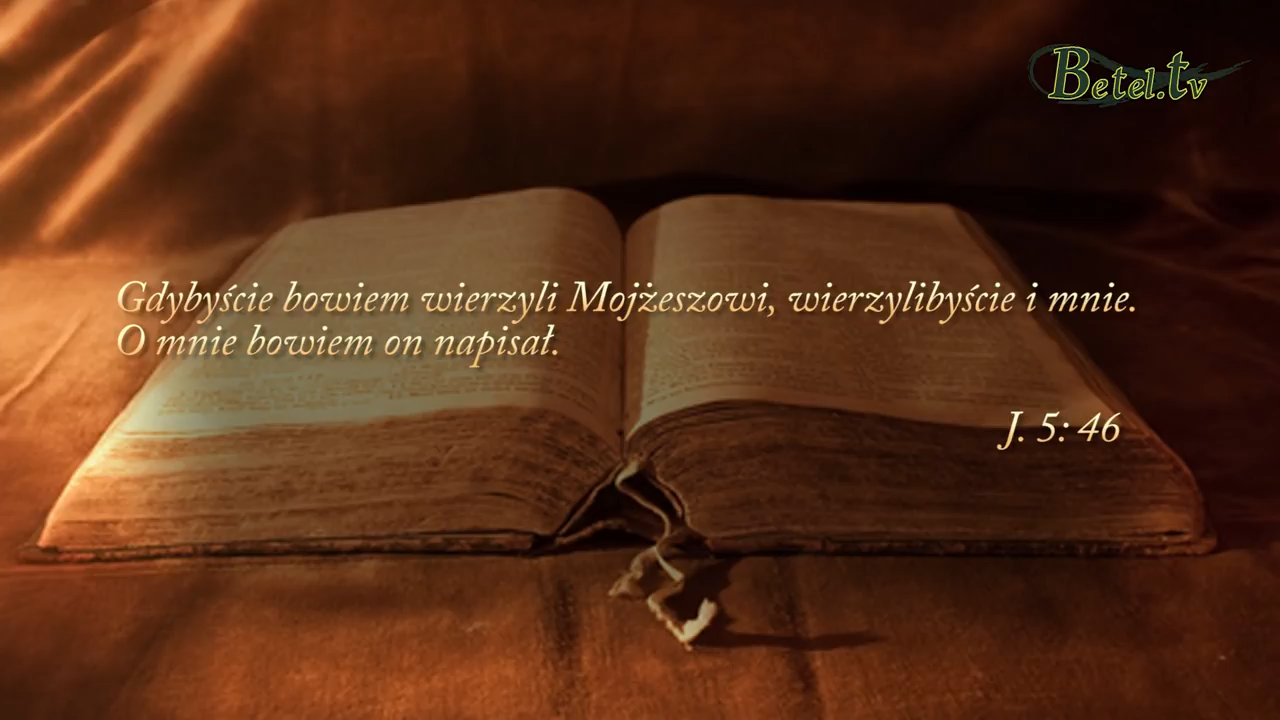 Betel.tv
Gdybyście bowiem wierzyli Mojżeszowi, wierzylibyście i mnie.
O mnie bowiem on napisał.
J. 5: 46